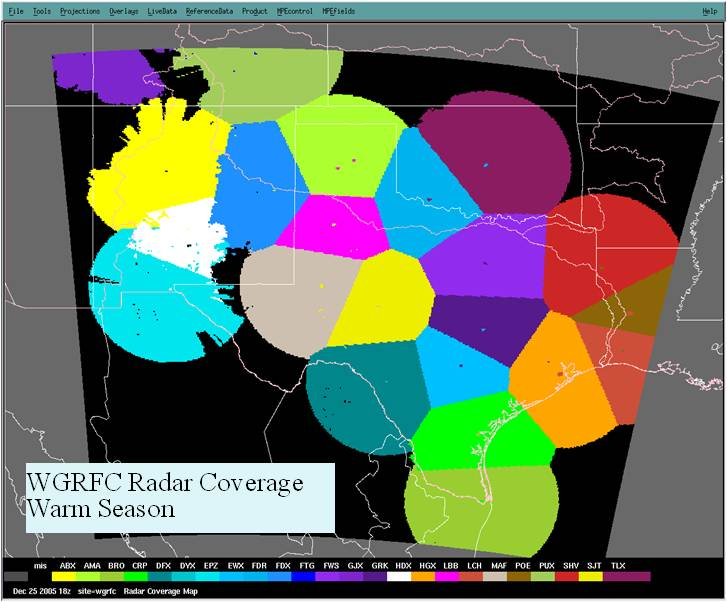 File Tools Projections Overlays LiveData ReferenceData Product MPEcontrol MPEFields Help
WGRFC Radar Coverage
Warm Season
mis ABX AMA BRO CRP DFX DYX EPZ EWX FDR FDX FTG FWS GJX GRK HDX HGX LBB LCH MAF POE PUX SHV SJT TLX
Dec 25 2005 18z site=wgrfc Radar Coverage Map